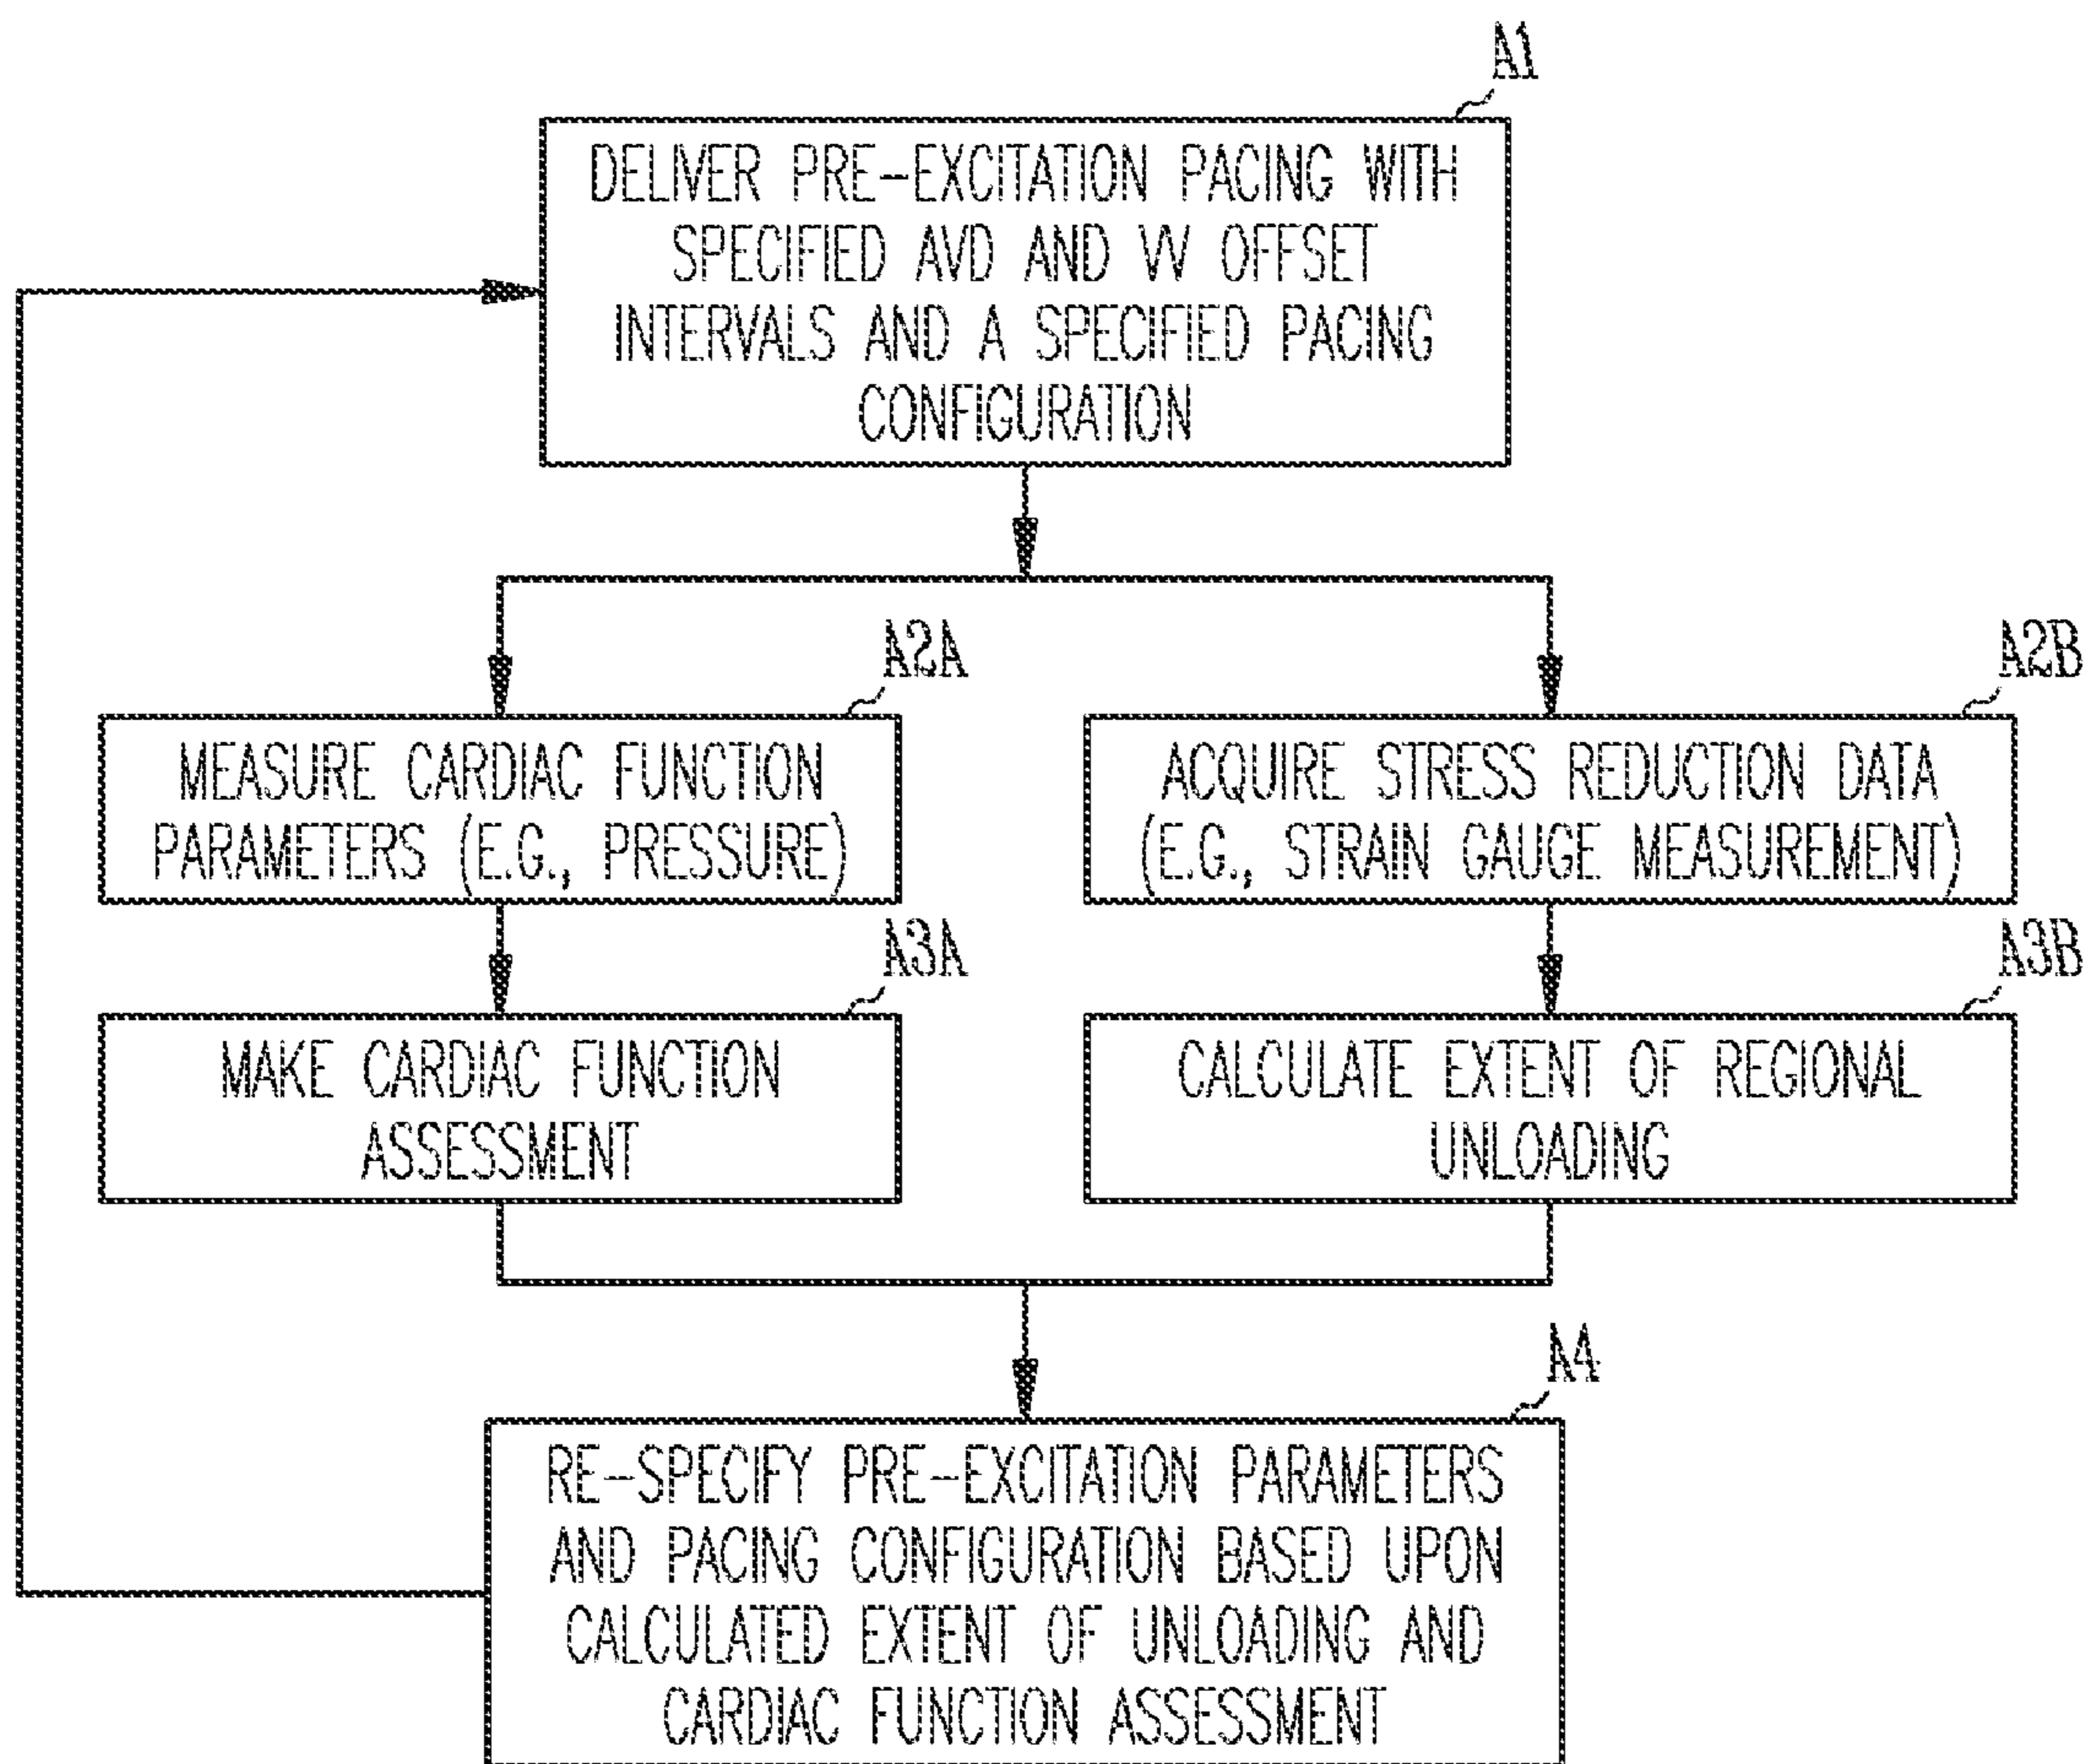 A1
DELIVER PRE-EXCITATION PACING WITH
SPECIFIED AVD AND VV OFFSET
INTERVALS AND A SPECIFIED PACING
CONFIGURATION
A2A
MEASURE CARDIAC FUNCTION
PARAMETERS (E.G., PRESSURE)
A2B
ACQUIRE STRESS REDUCTION DATA
(E.G., STRAIN GAUGE MEASUREMENT)
A3A
MAKE CARDIAC FUNCTION
ASSESSMENT
A3B
CALCULATE EXTENT OF REGIONAL
UNLOADING
A4
RE-SPECIFY PRE-EXCITATION PARAMETERS
AND PACING CONFIGURATION BASED UPON
CALCULATED EXTENT OF UNLOADING AND
CARDIAC FUNCTION ASSESSMENT